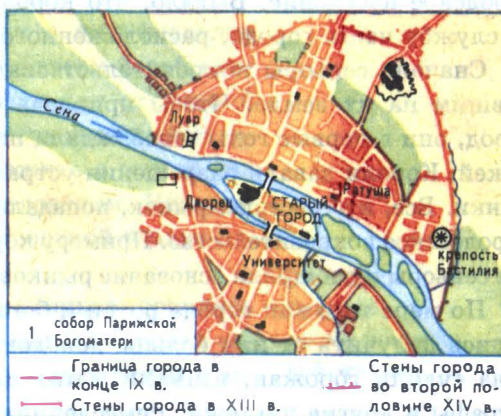 Сена
Лувр
Дворец
СТАРЫЙ
ГОРОД
Ратуша
Университет
крепость
Бастилия
1 собор Парижской
Богоматери
Граница города в
конце IX в.
Стены города в XIII в.
Стены города
во второй по-
ловине XIV в.